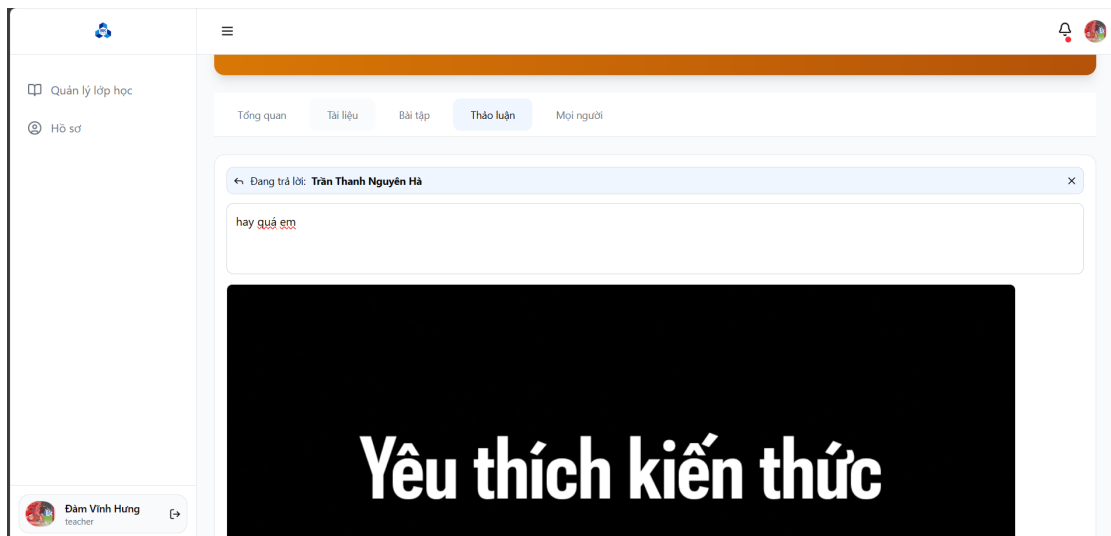 Quản lý lớp học
Hồ sơ
Tổng quan Tài liệu Bài tập Thảo luận Mọi người
Đang trả lời: Trần Thanh Nguyên Hà
hay quá em
Yêu thích kiến thức
Đàm Vĩnh Hưng
teacher